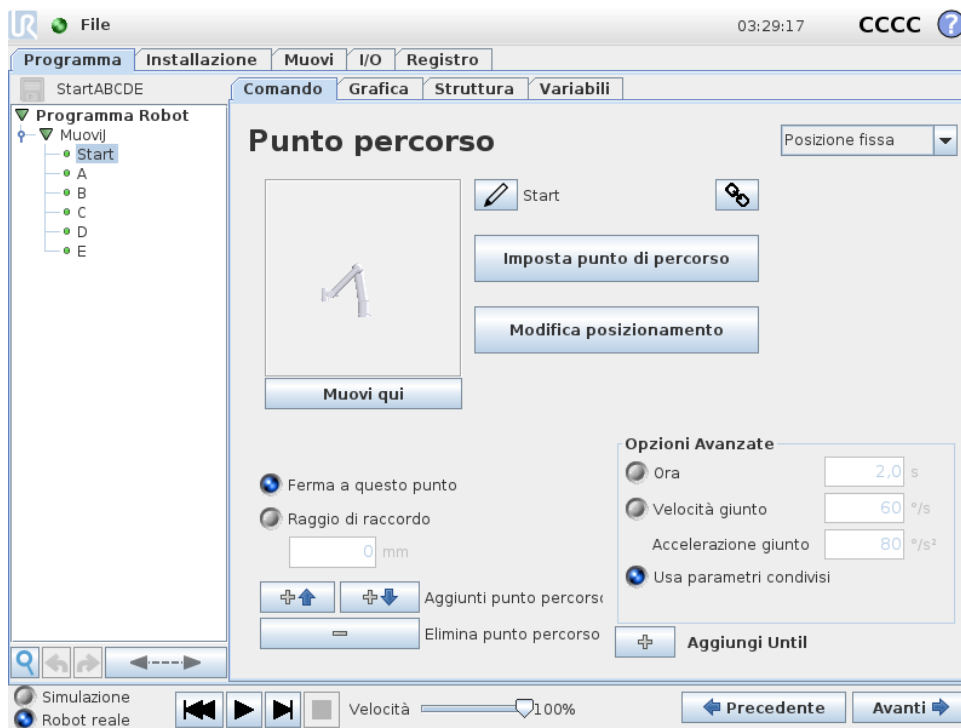 UR File 03:29:17 CCCC ?
Programma Installazione Muovi I/O Registro
StartABCDE Comando Grafica Struttura Variabili
Programma Robot
MuoviJ
Start
A
B
C
D
E
Punto percorso
Posizione fissa
Start
Imposta punto di percorso
Modifica posizionamento
Muovi qui
Ferma a questo punto
Raggio di raccordo
0 mm
Aggiunti punto percorso
Elimina punto percorso
Opzioni Avanzate
Ora 2,0 s
Velocità giunto 60 °/s
Accelerazione giunto 80 °/s²
Usa parametri condivisi
Aggiungi Until
Simulazione
Robot reale
Velocità 100%
Precedente Avanti